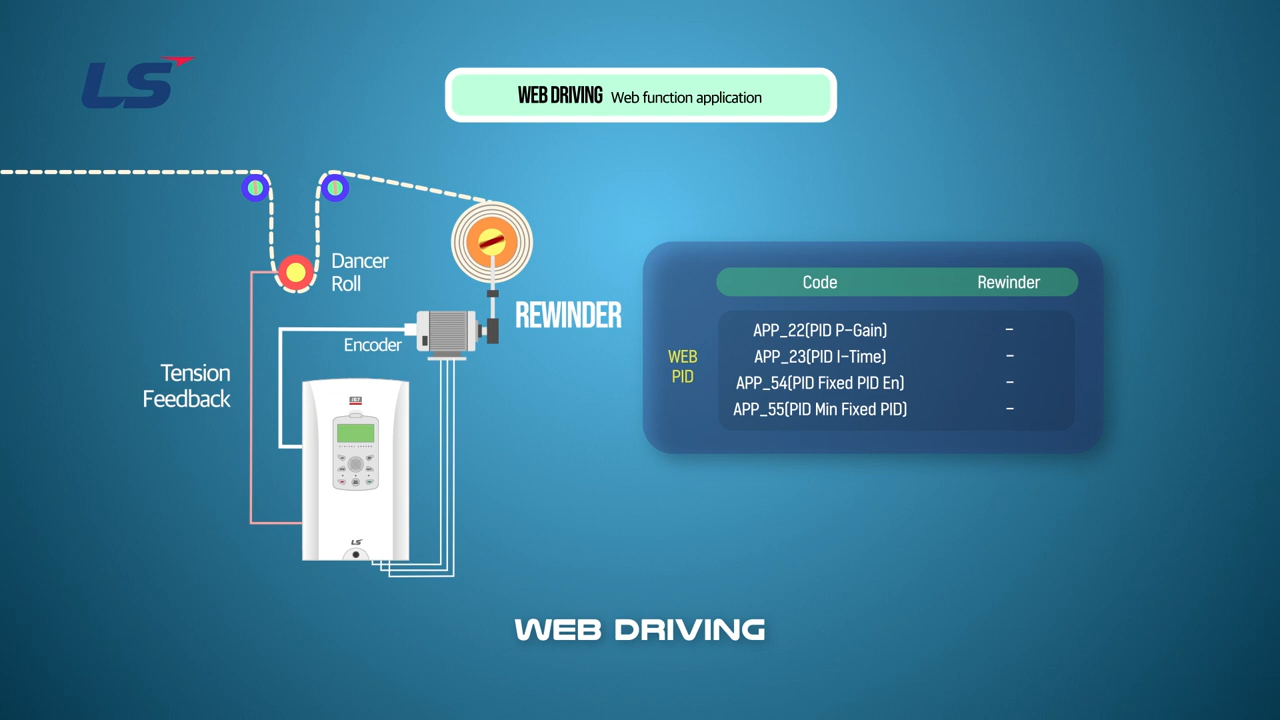 LS
WEB DRIVING Web function application
Dancer
Roll
REWINDER
Encoder
Tension
Feedback
LS
Code Rewinder
WEB
PID
APP_22(PID P-Gain) -
APP_23(PID I-Time) -
APP_54(PID Fixed PID En) -
APP_55(PID Min Fixed PID) -
WEB DRIVING